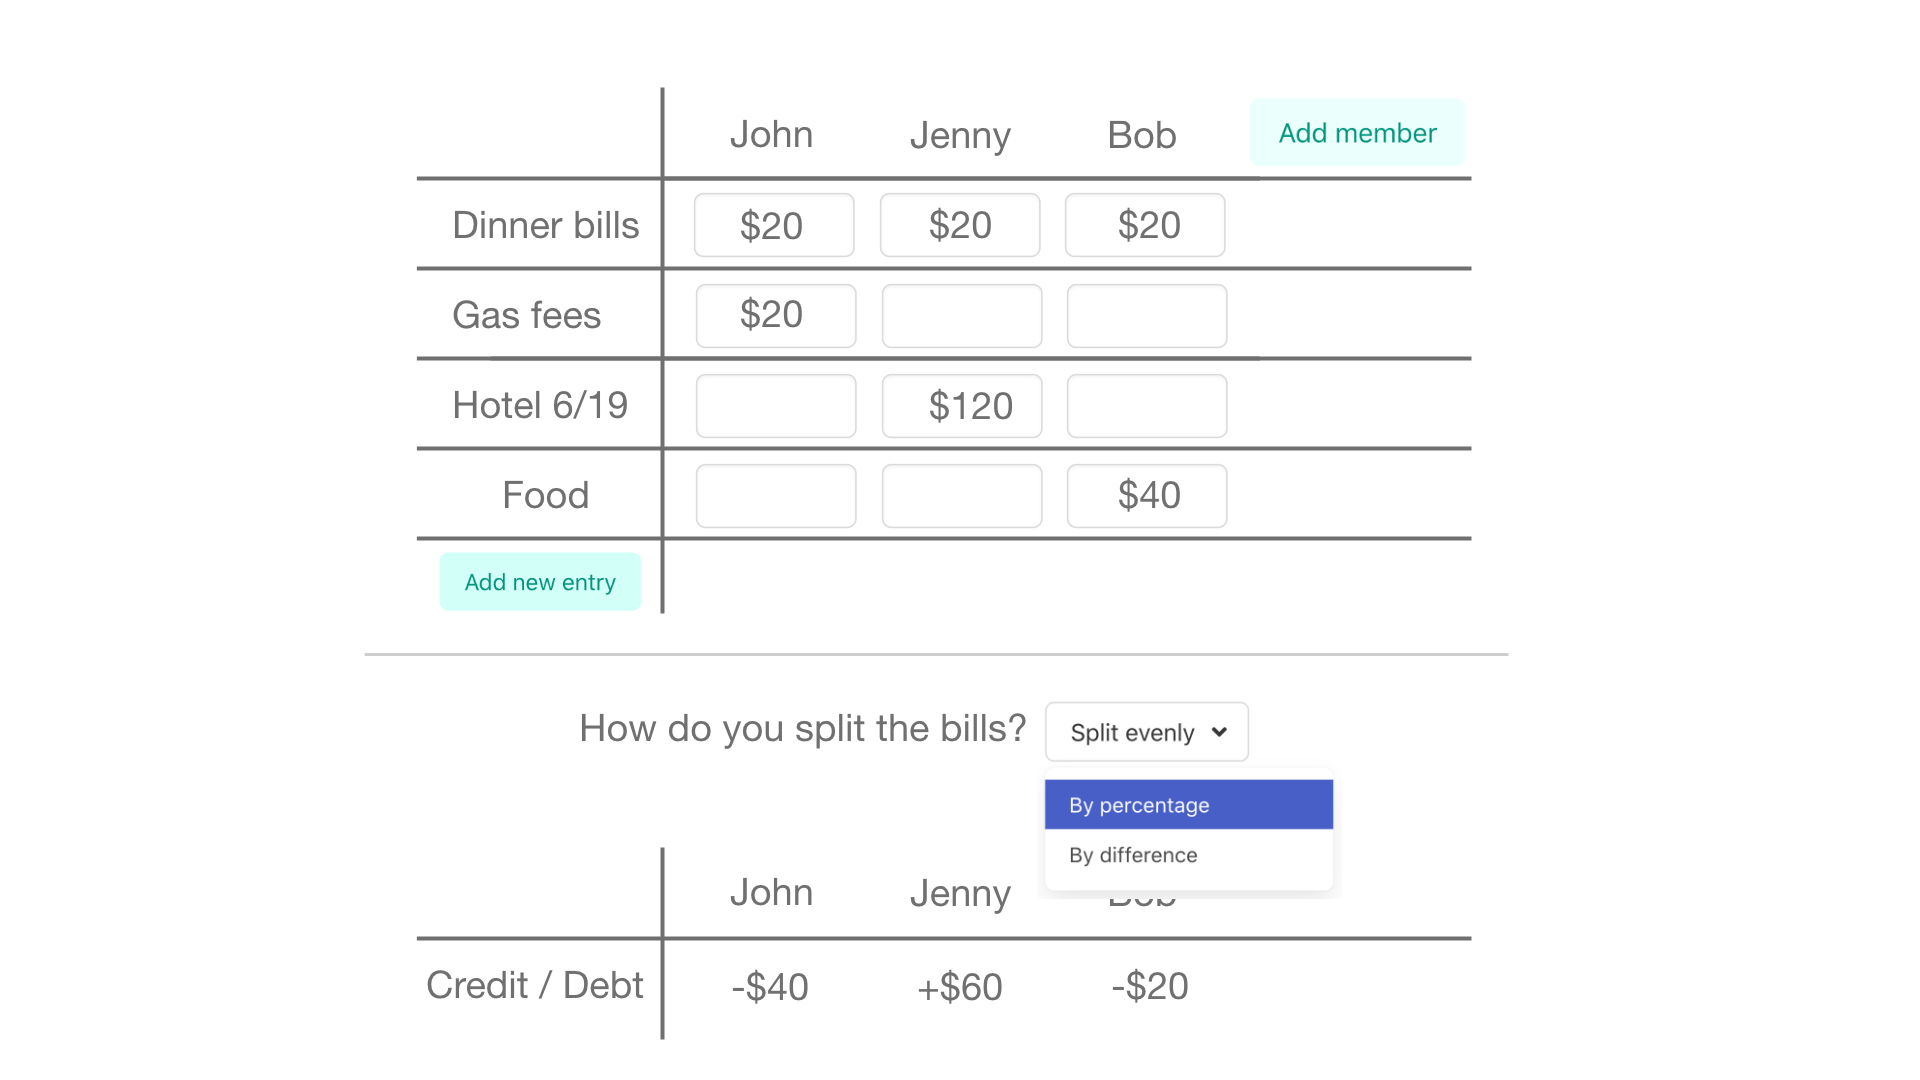 John Jenny Bob Add member
Dinner bills $20 $20 $20
Gas fees $20
Hotel 6/19 $120
Food $40
Add new entry
How do you split the bills? Split evenly
By percentage
By difference
John Jenny
Credit / Debt -$40 +$60 -$20